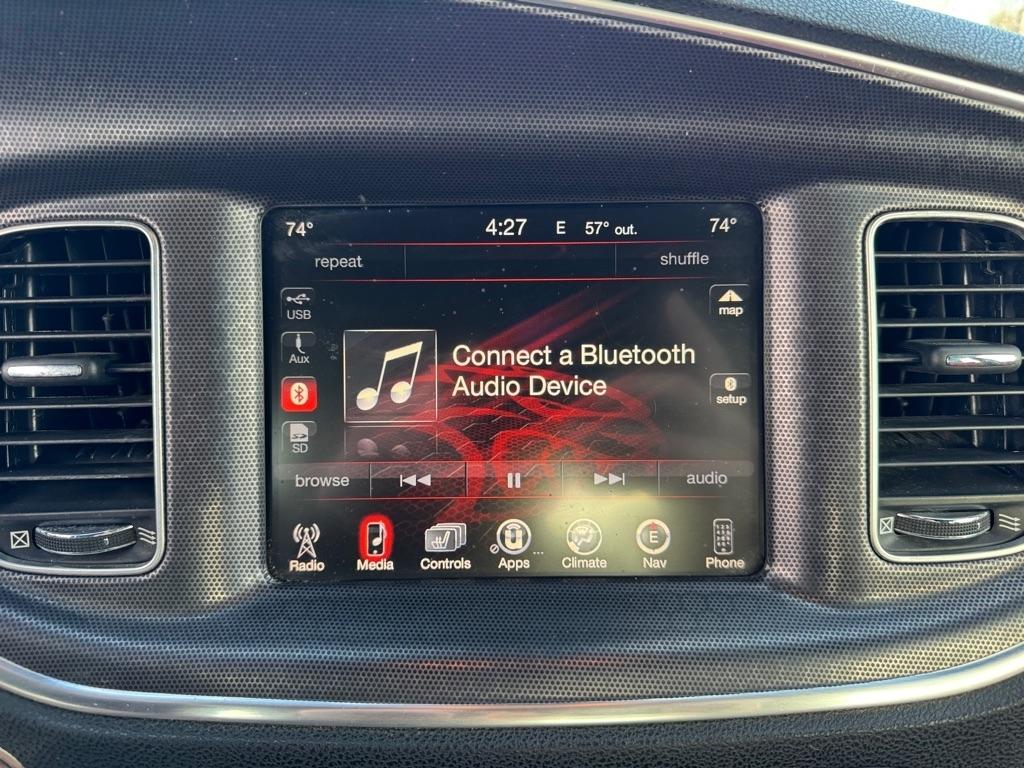 74° 4:27 E 57° out. 74°
repeat shuffle
USB
map
Aux
Connect a Bluetooth
Audio Device
setup
SD
browse audio
Radio Media Controls Apps Climate E Nav Phone